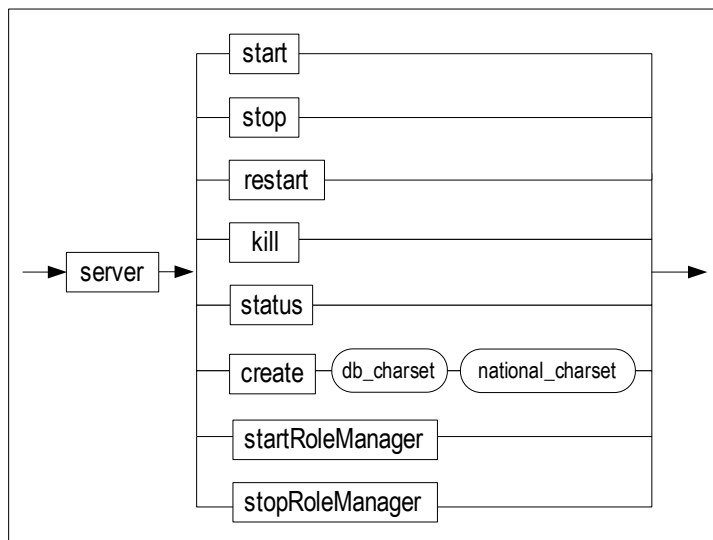 start
stop
restart
kill
server
status
create db_charset national_charset
startRoleManager
stopRoleManager